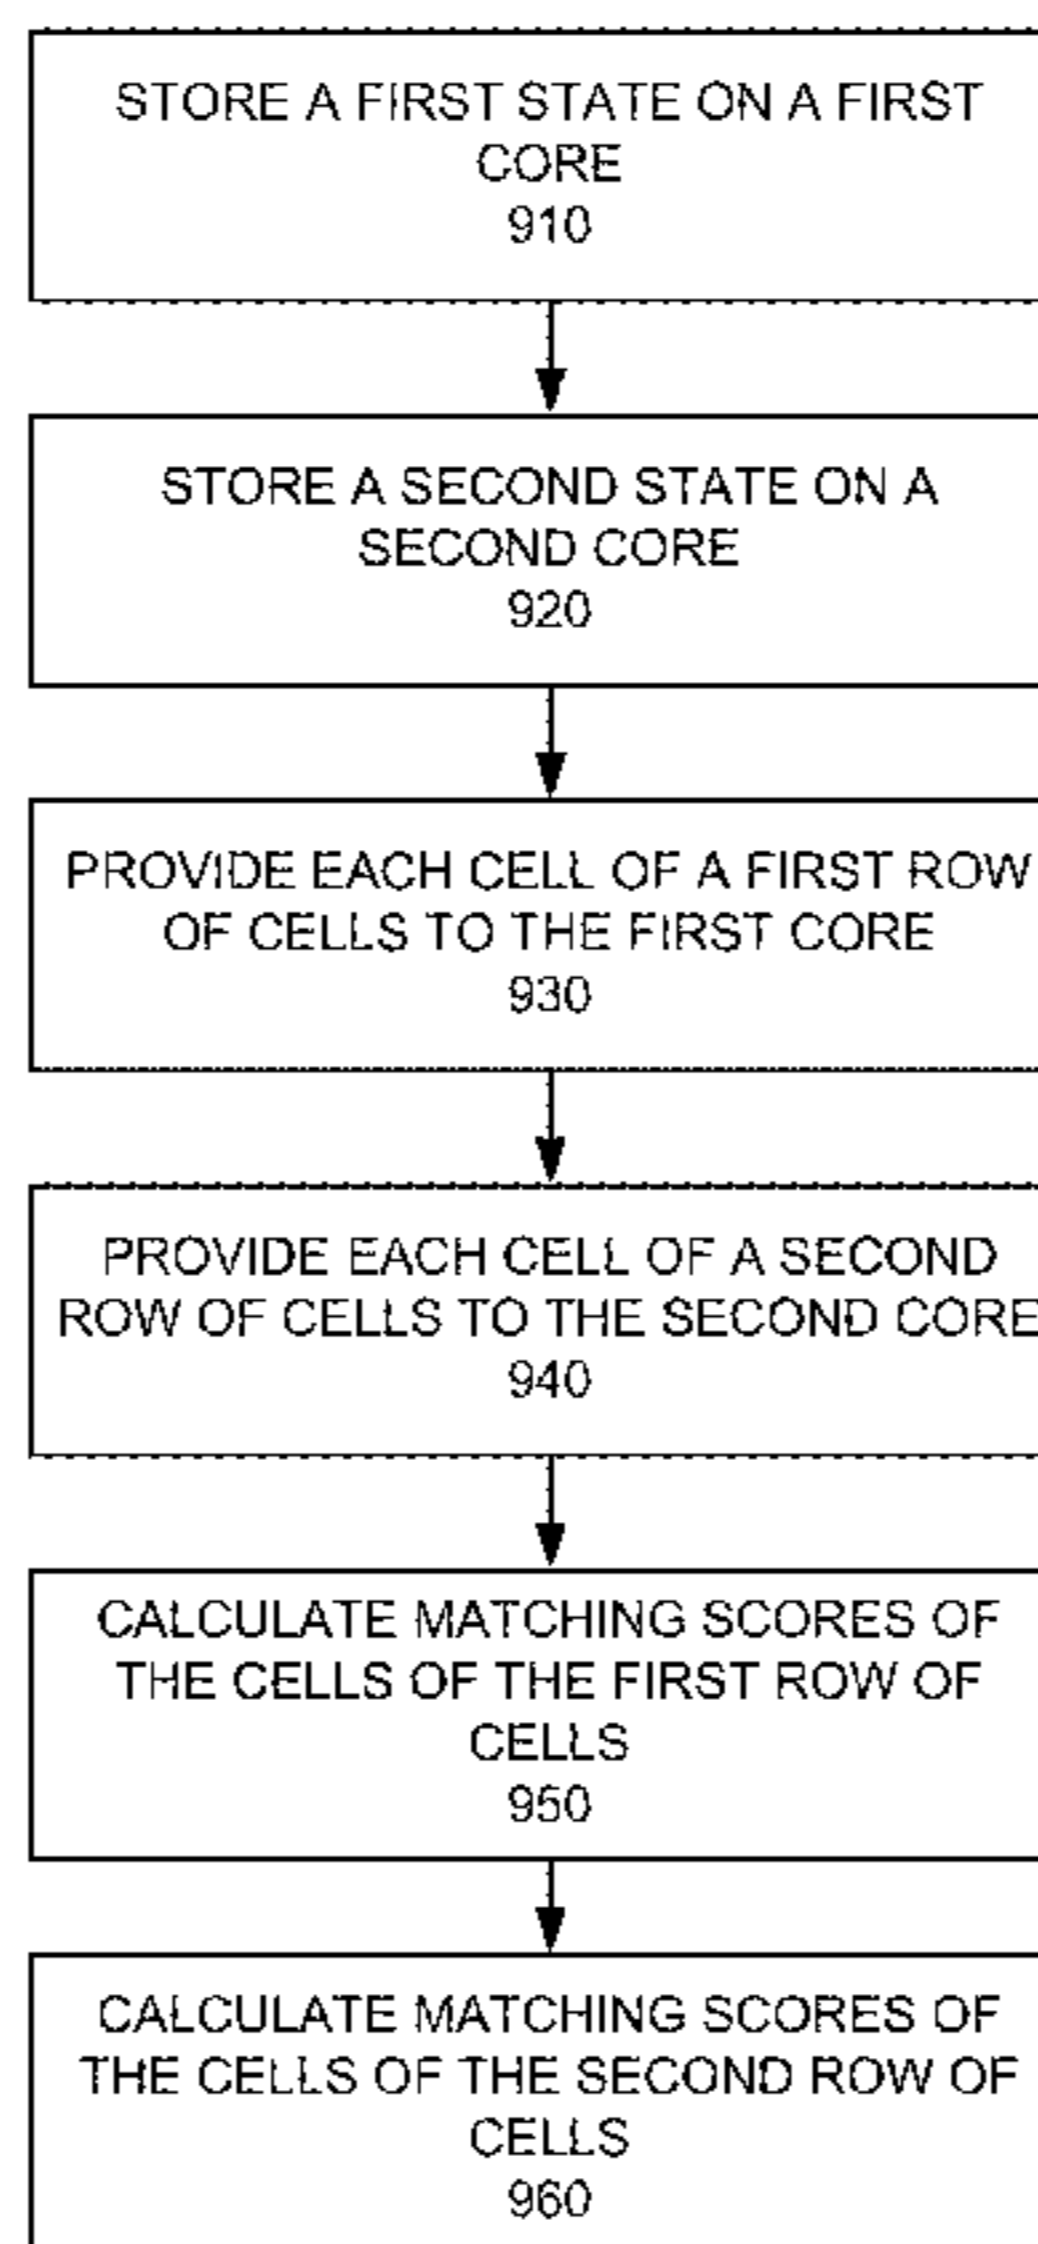 STORE A FIRST STATE ON A FIRST
CORE
910
STORE A SECOND STATE ON A
SECOND CORE
920
PROVIDE EACH CELL OF A FIRST ROW
OF CELLS TO THE FIRST CORE
930
PROVIDE EACH CELL OF A SECOND
ROW OF CELLS TO THE SECOND CORE
940
CALCULATE MATCHING SCORES OF
THE CELLS OF THE FIRST ROW OF
CELLS
950
CALCULATE MATCHING SCORES OF
THE CELLS OF THE SECOND ROW OF
CELLS
960